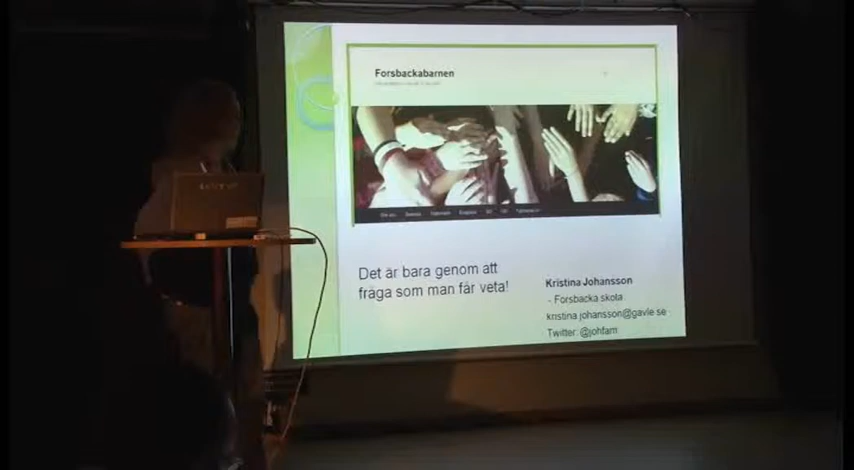 Forsbackabarnen
Det är bara genom att
fråga som man får veta!
Kristina Johansson
- Forsbacka skola
kristina.johansson@gavle.se
Twitter: @johfam